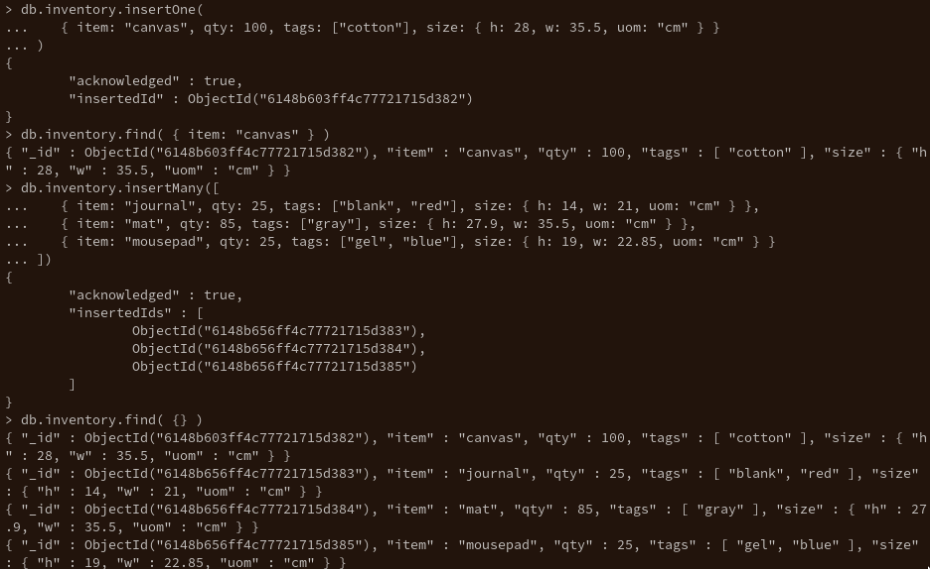 > db.inventory.insertOne(
...    { item: "canvas", qty: 100, tags: ["cotton"], size: { h: 28, w: 35.5, uom: "cm" } }
... )
{
        "acknowledged" : true,
        "insertedId" : ObjectId("6148b603ff4c77721715d382")
}
> db.inventory.find( { item: "canvas" } )
{ "_id" : ObjectId("6148b603ff4c77721715d382"), "item" : "canvas", "qty" : 100, "tags" : [ "cotton" ], "size" : { "h
" : 28, "w" : 35.5, "uom" : "cm" } }
> db.inventory.insertMany([
...    { item: "journal", qty: 25, tags: ["blank", "red"], size: { h: 14, w: 21, uom: "cm" } },
...    { item: "mat", qty: 85, tags: ["gray"], size: { h: 27.9, w: 35.5, uom: "cm" } },
...    { item: "mousepad", qty: 25, tags: ["gel", "blue"], size: { h: 19, w: 22.85, uom: "cm" } }
... ])
{
        "acknowledged" : true,
        "insertedIds" : [
                ObjectId("6148b656ff4c77721715d383"),
                ObjectId("6148b656ff4c77721715d384"),
                ObjectId("6148b656ff4c77721715d385")
        ]
}
> db.inventory.find( {} )
{ "_id" : ObjectId("6148b603ff4c77721715d382"), "item" : "canvas", "qty" : 100, "tags" : [ "cotton" ], "size" : { "h
" : 28, "w" : 35.5, "uom" : "cm" } }
{ "_id" : ObjectId("6148b656ff4c77721715d383"), "item" : "journal", "qty" : 25, "tags" : [ "blank", "red" ], "size"
: { "h" : 14, "w" : 21, "uom" : "cm" } }
{ "_id" : ObjectId("6148b656ff4c77721715d384"), "item" : "mat", "qty" : 85, "tags" : [ "gray" ], "size" : { "h" : 27
.9, "w" : 35.5, "uom" : "cm" } }
{ "_id" : ObjectId("6148b656ff4c77721715d385"), "item" : "mousepad", "qty" : 25, "tags" : [ "gel", "blue" ], "size"
: { "h" : 19, "w" : 22.85, "uom" : "cm" } }